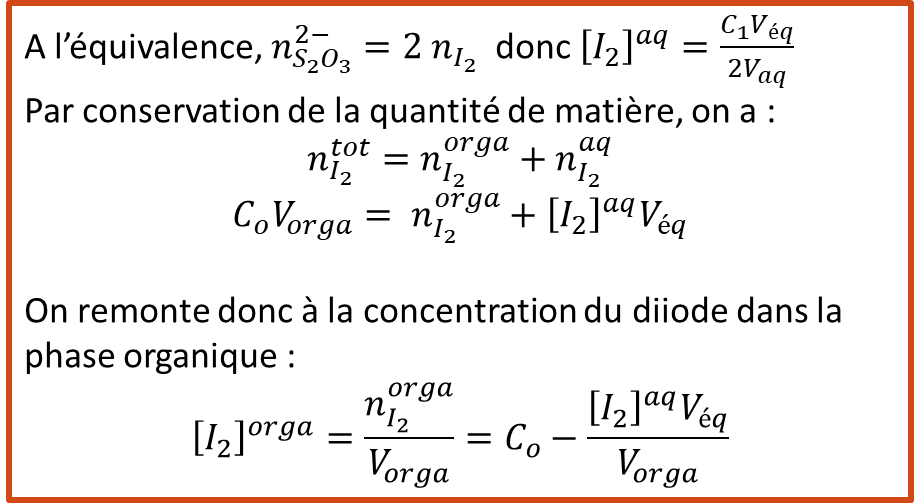 A l'équivalence, $n_{S_2O_3}^{2-} = 2\, n_{I_2}$ donc $[I_2]^{aq} = \frac{C_1 V_{éq}}{2V_{aq}}$
Par conservation de la quantité de matière, on a :
$n_{I_2}^{tot} = n_{I_2}^{orga} + n_{I_2}^{aq}$
$C_o V_{orga} = n_{I_2}^{orga} + [I_2]^{aq} V_{éq}$
On remonte donc à la concentration du diiode dans la
phase organique :
$[I_2]^{orga} = \frac{n_{I_2}^{orga}}{V_{orga}} = C_o - \frac{[I_2]^{aq} V_{éq}}{V_{orga}}$